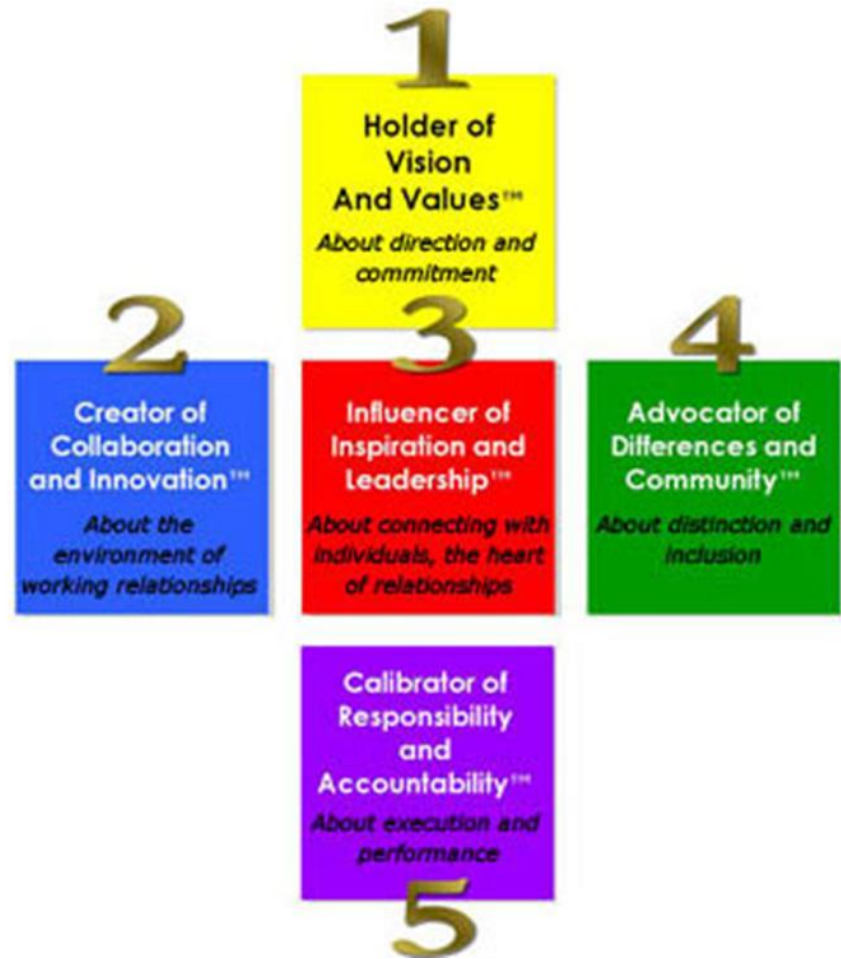 1
Holder of
Vision
And Values™
About direction and
commitment
2
Creator of
Collaboration
and Innovation™
About the
environment of
working relationships
3
Influencer of
Inspiration and
Leadership™
About connecting with
individuals, the heart
of relationships
4
Advocator of
Differences and
Community™
About distinction and
inclusion
Calibrator of
Responsibility
and
Accountability™
About execution and
performance
5